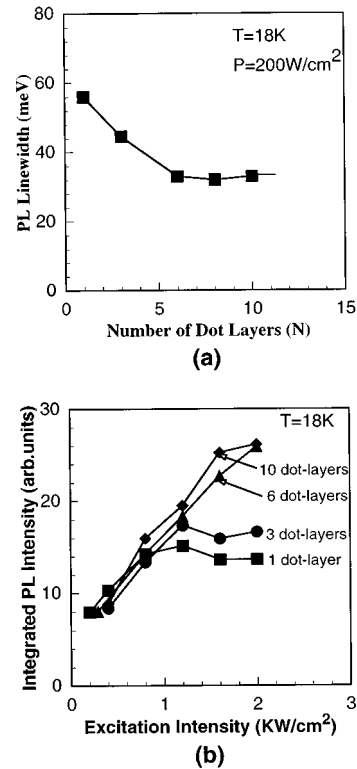 80
60
40
20
0
0
5
10
15
PL Linewidth (meV)
T=18K
P=200W/cm²
Number of Dot Layers (N)
(a)
30
20
10
0
0
1
2
3
Integrated PL Intensity (arb.units)
T=18K
10 dot-layers
6 dot-layers
3 dot-layers
1 dot-layer
Excitation Intensity (KW/cm²)
(b)